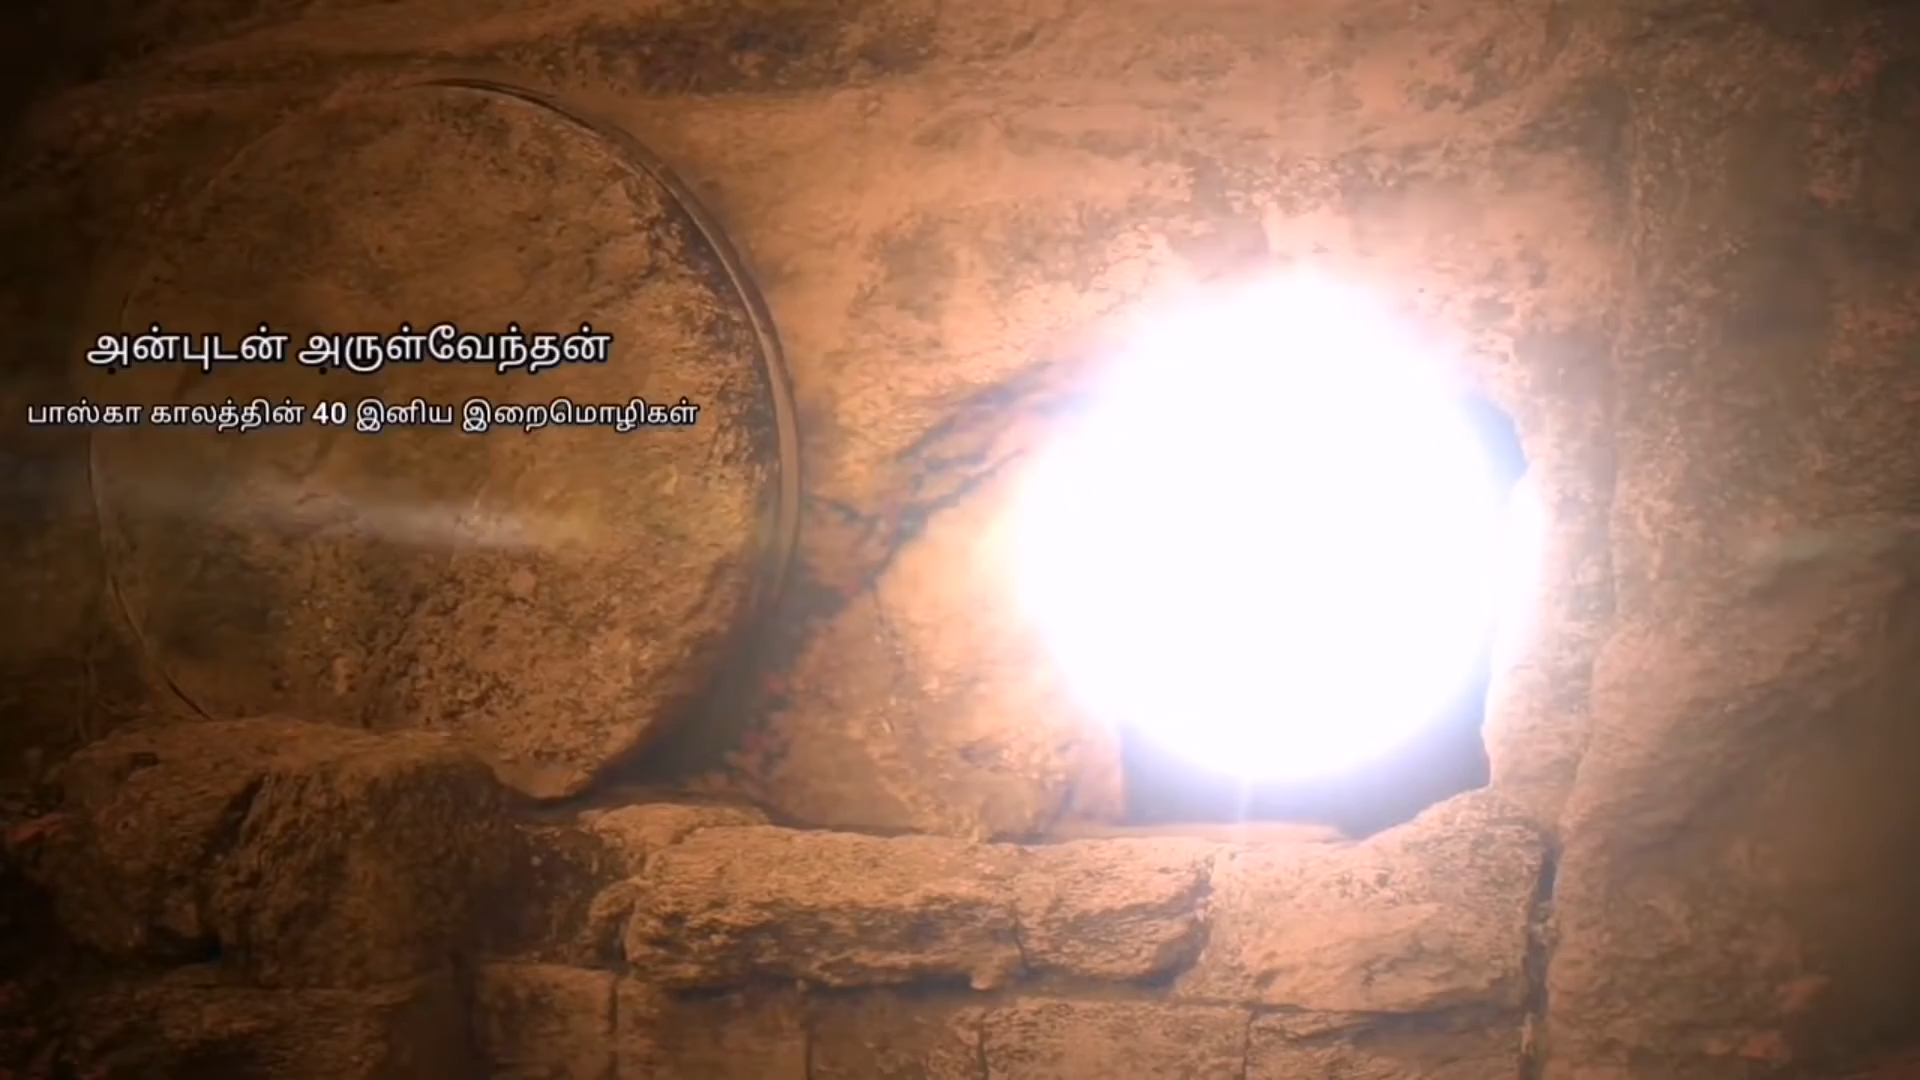 அன்புடன் அருள்வேந்தன்
பாஸ்கா காலத்தின் 40 இனிய இறைமொழிகள்